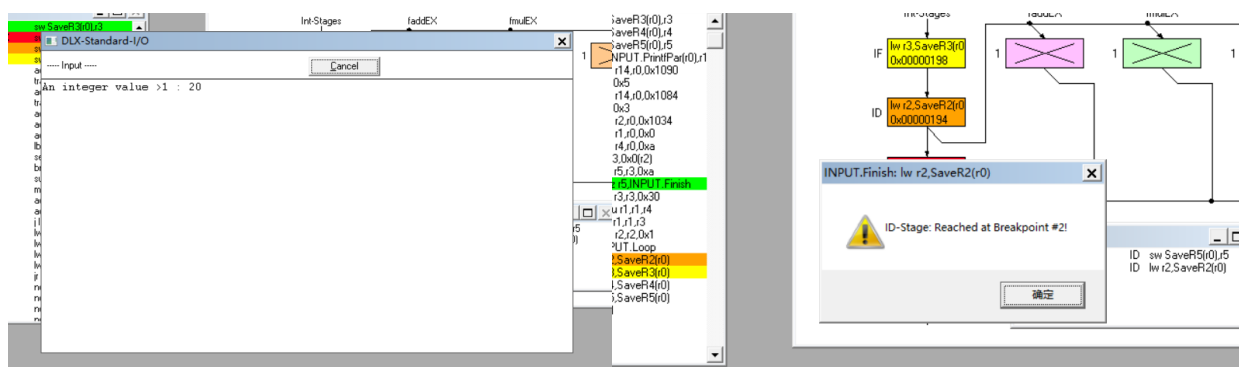 sw SaveR3(r0),r3
DLX-Standard-I/O
---- Input ----
Cancel
An integer value >1 : 20
Int-Stages
faddEX
fmulEX
1
SaveR3(r0),r3
SaveR4(r0),r4
SaveR5(r0),r5
NPUT.PrintfPar(r0),r1
r14,r0,0x1090
0x5
r14,r0,0x1084
0x3
r2,r0,0x1034
r1,r0,0x0
r4,r0,0xa
3,0x0(r2)
r5,r3,0xa
r5,INPUT.Finish
r3,r3,0x30
u r1,r1,r4
r1,r1,r3
r2,r2,0x1
PUT.Loop
2,SaveR2(r0)
3,SaveR3(r0)
4,SaveR4(r0)
5,SaveR5(r0)
Int-Stages
faddEX
fmulEX
IF
lw r3,SaveR3(r0
0x00000198
1
1
1
ID
lw r2,SaveR2(r0
0x00000194
INPUT.Finish: lw r2,SaveR2(r0)
ID-Stage: Reached at Breakpoint #2!
确定
ID sw SaveR5(r0),r5
ID lw r2,SaveR2(r0)